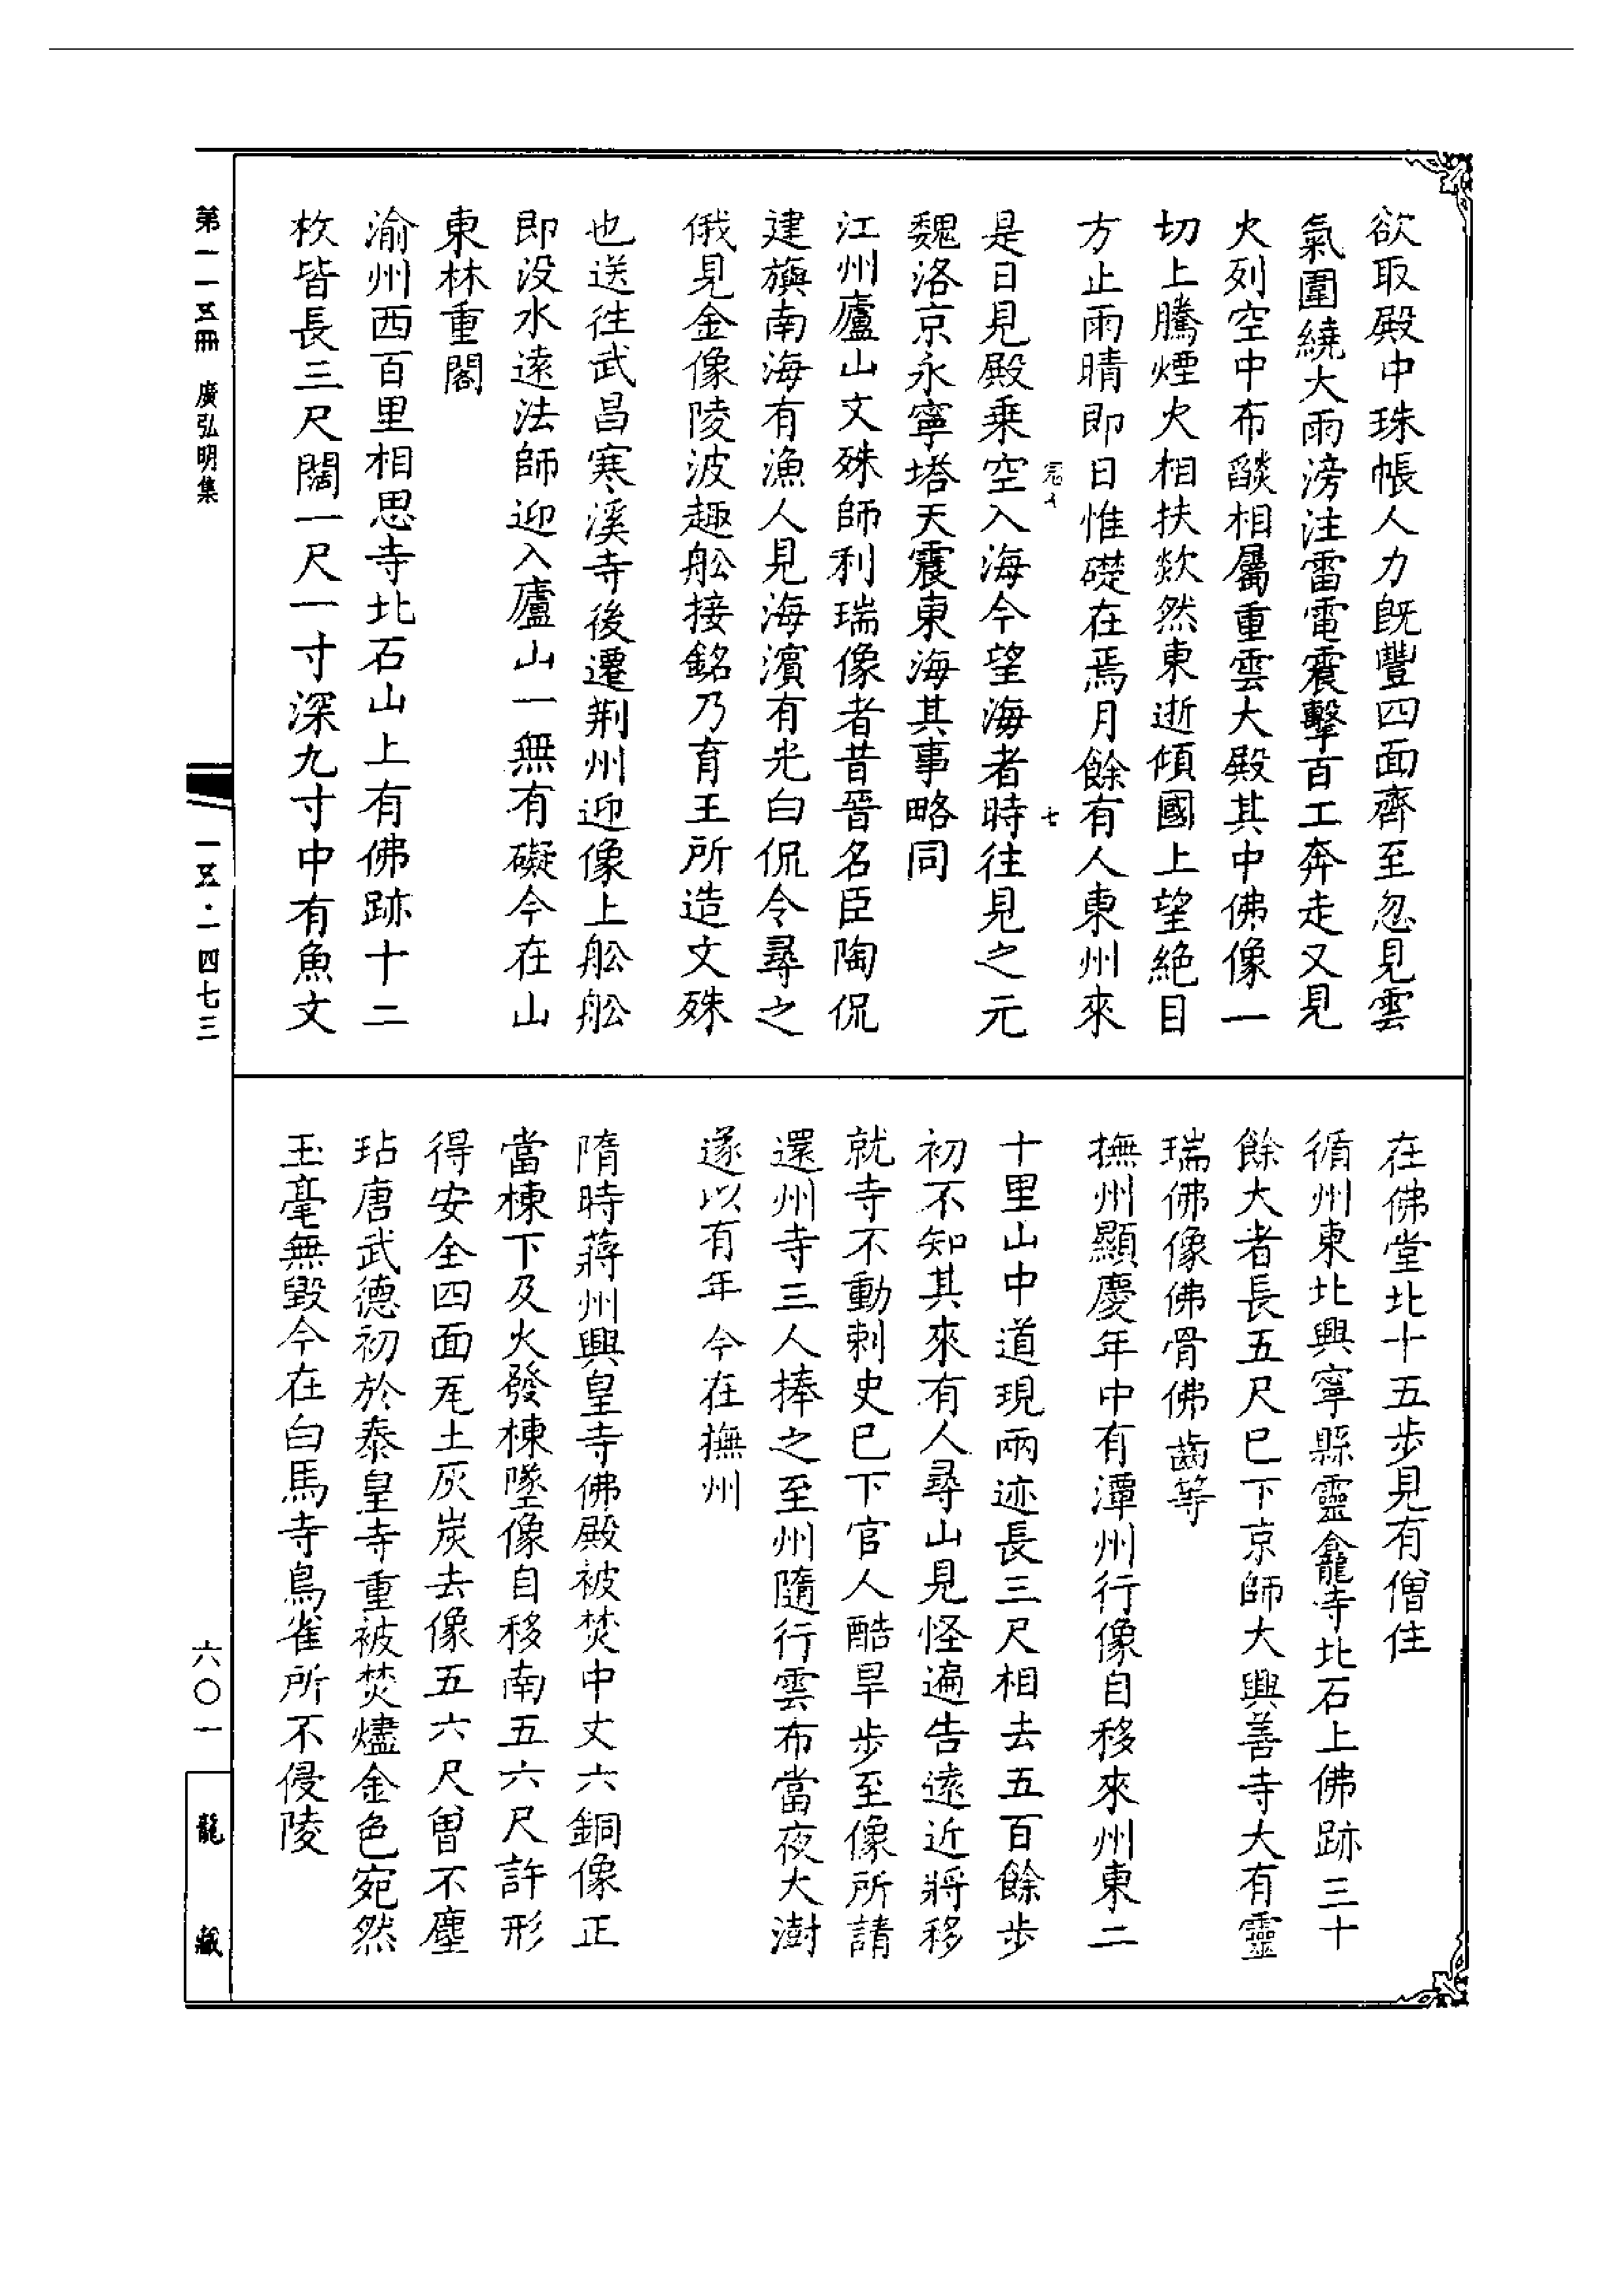 欲取殿中珠帳人力既豐四面齊至忽見雲
氣圍繞大雨滂注雷電震擊百工奔走又見
火列空中布燄相屬重雲大殿其中佛像一
切上騰煙火相扶欻然東逝傾國上望絕目
方止雨晴即日惟礎在焉月餘有人東州來
七
是日見殿乗空入海今望海者時往見之元
魏洛京永寧塔天震東海其事略同
江州廬山文殊師利瑞像者昔晉名臣陶侃
建旟南海有漁人見海濱有光白侃令尋之
俄見金像陵波趣舩接銘乃育王所造文殊
也送往武昌寒溪寺後遷荆州迎像上舩舩
即没水遠法師迎入廬山一無有礙今在山
東林重閣
渝州西百里相思寺北石山上有佛跡十二
枚皆長三尺闊一尺一寸深九寸中有魚文
在佛堂北十五步見有僧住
循州東北興寧縣靈龕寺北石上佛跡三十
餘大者長五尺巳下京師大興善寺大有靈
瑞佛像佛骨佛齒等
撫州顯慶年中有潭州行像自移來州東二
十里山中道現兩迹長三尺相去五百餘步
初不知其來有人尋山見怪遍告遠近將移
就寺不動刺史巳下官人酷旱步至像所請
還州寺三人捧之至州隨行雲布當夜大澍
遂以有年今在撫州
隋時蔣州興皇寺佛殿被焚中丈六銅像正
當棟下及火發棟墜像自移南五六尺許形
得安全四面瓦土灰炭去像五六尺曾不塵
玷唐武德初於泰皇寺重被焚燼金色宛然
玉毫無毀今在白馬寺鳥雀所不侵陵
第一一五冊 廣弘明集
一五·一四七三
六〇一
龍藏